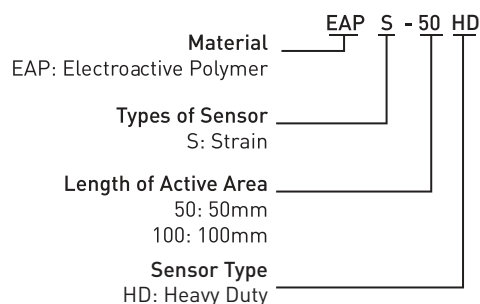 EAP S - 50 HD
Material
EAP: Electroactive Polymer
Types of Sensor
S: Strain
Length of Active Area
50: 50mm
100: 100mm
Sensor Type
HD: Heavy Duty